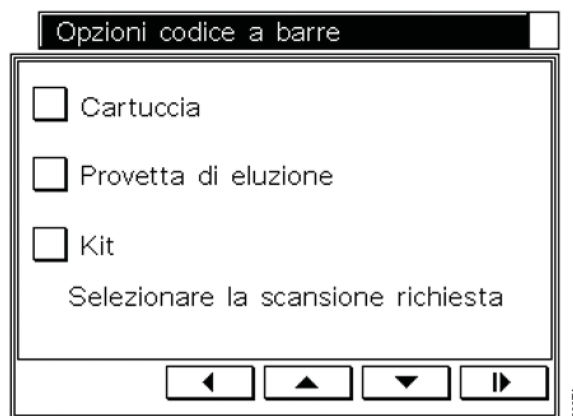 Opzioni codice a barre
Cartuccia
Provetta di eluzione
Kit
Selezionare la scansione richiesta